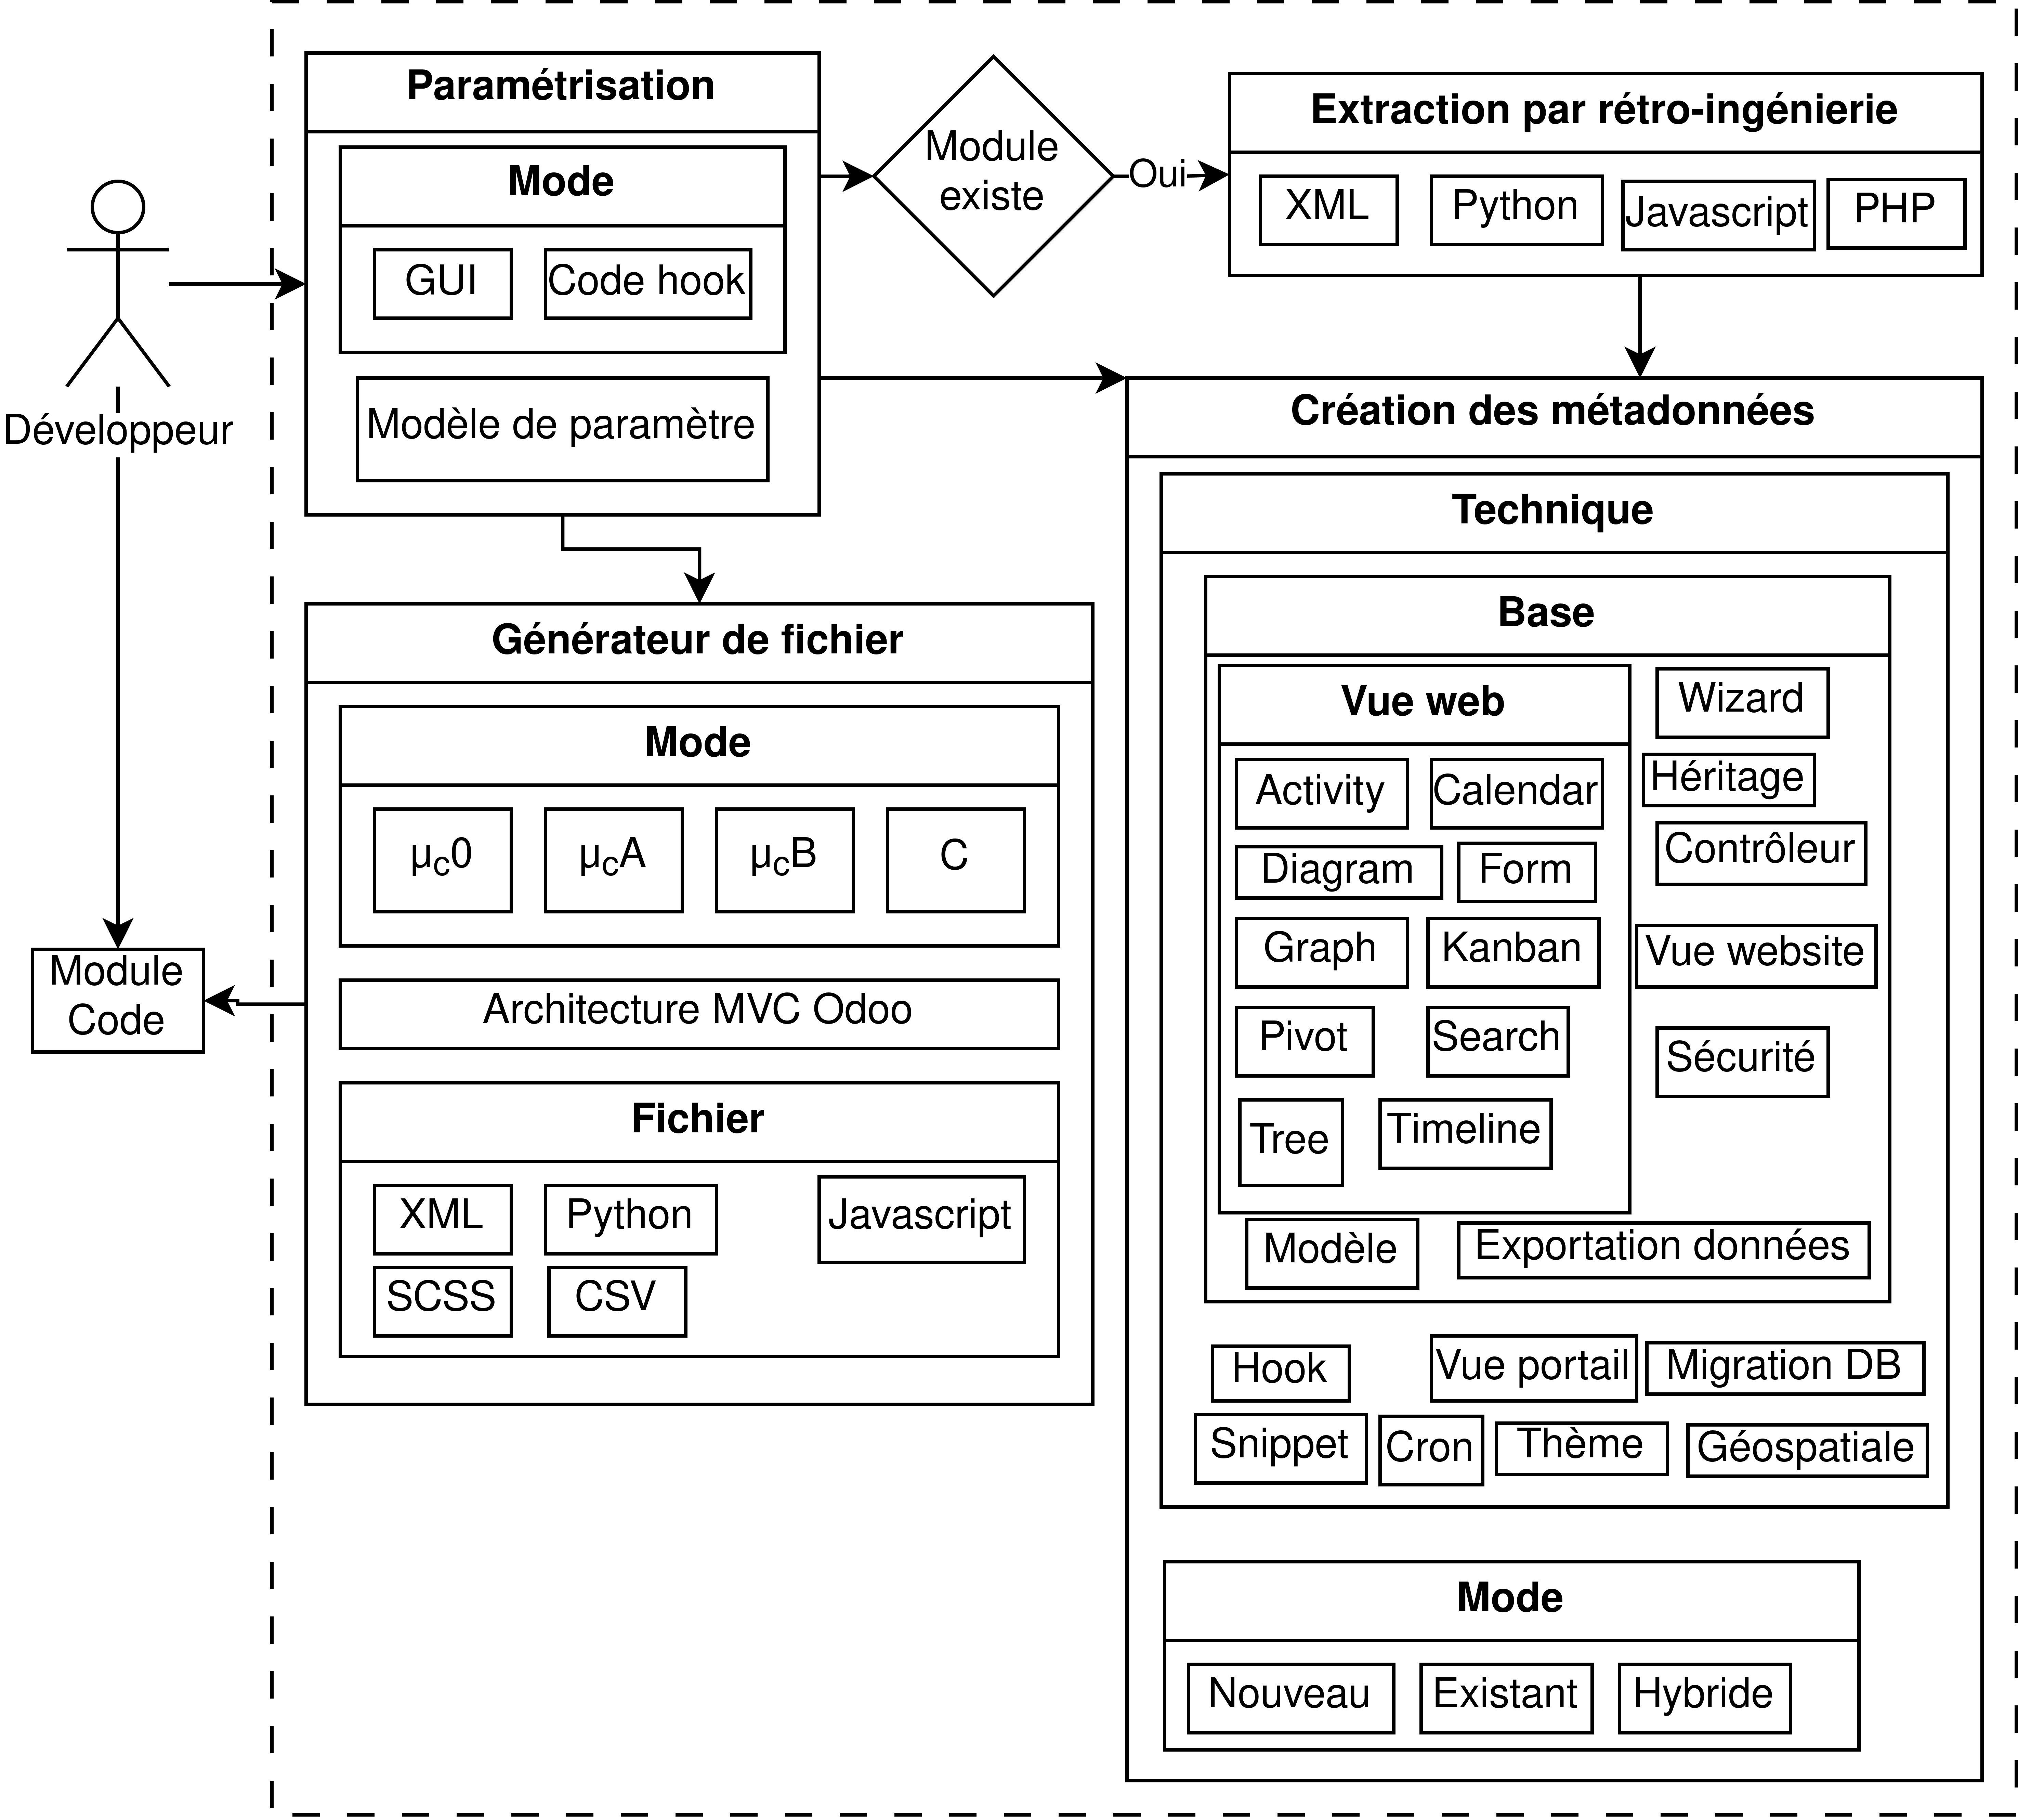 Développeur
Module
Code
Paramétrisation
Mode
GUI
Code hook
Modèle de paramètre
Module
existe
Oui
Extraction par rétro-ingénierie
XML
Python
Javascript
PHP
Générateur de fichier
Mode
μc0
μcA
μcB
C
Architecture MVC Odoo
Fichier
XML
Python
Javascript
SCSS
CSV
Création des métadonnées
Technique
Base
Vue web
Activity
Calendar
Diagram
Form
Graph
Kanban
Pivot
Search
Tree
Timeline
Wizard
Héritage
Contrôleur
Vue website
Sécurité
Modèle
Exportation données
Hook
Vue portail
Migration DB
Snippet
Cron
Thème
Géospatiale
Mode
Nouveau
Existant
Hybride